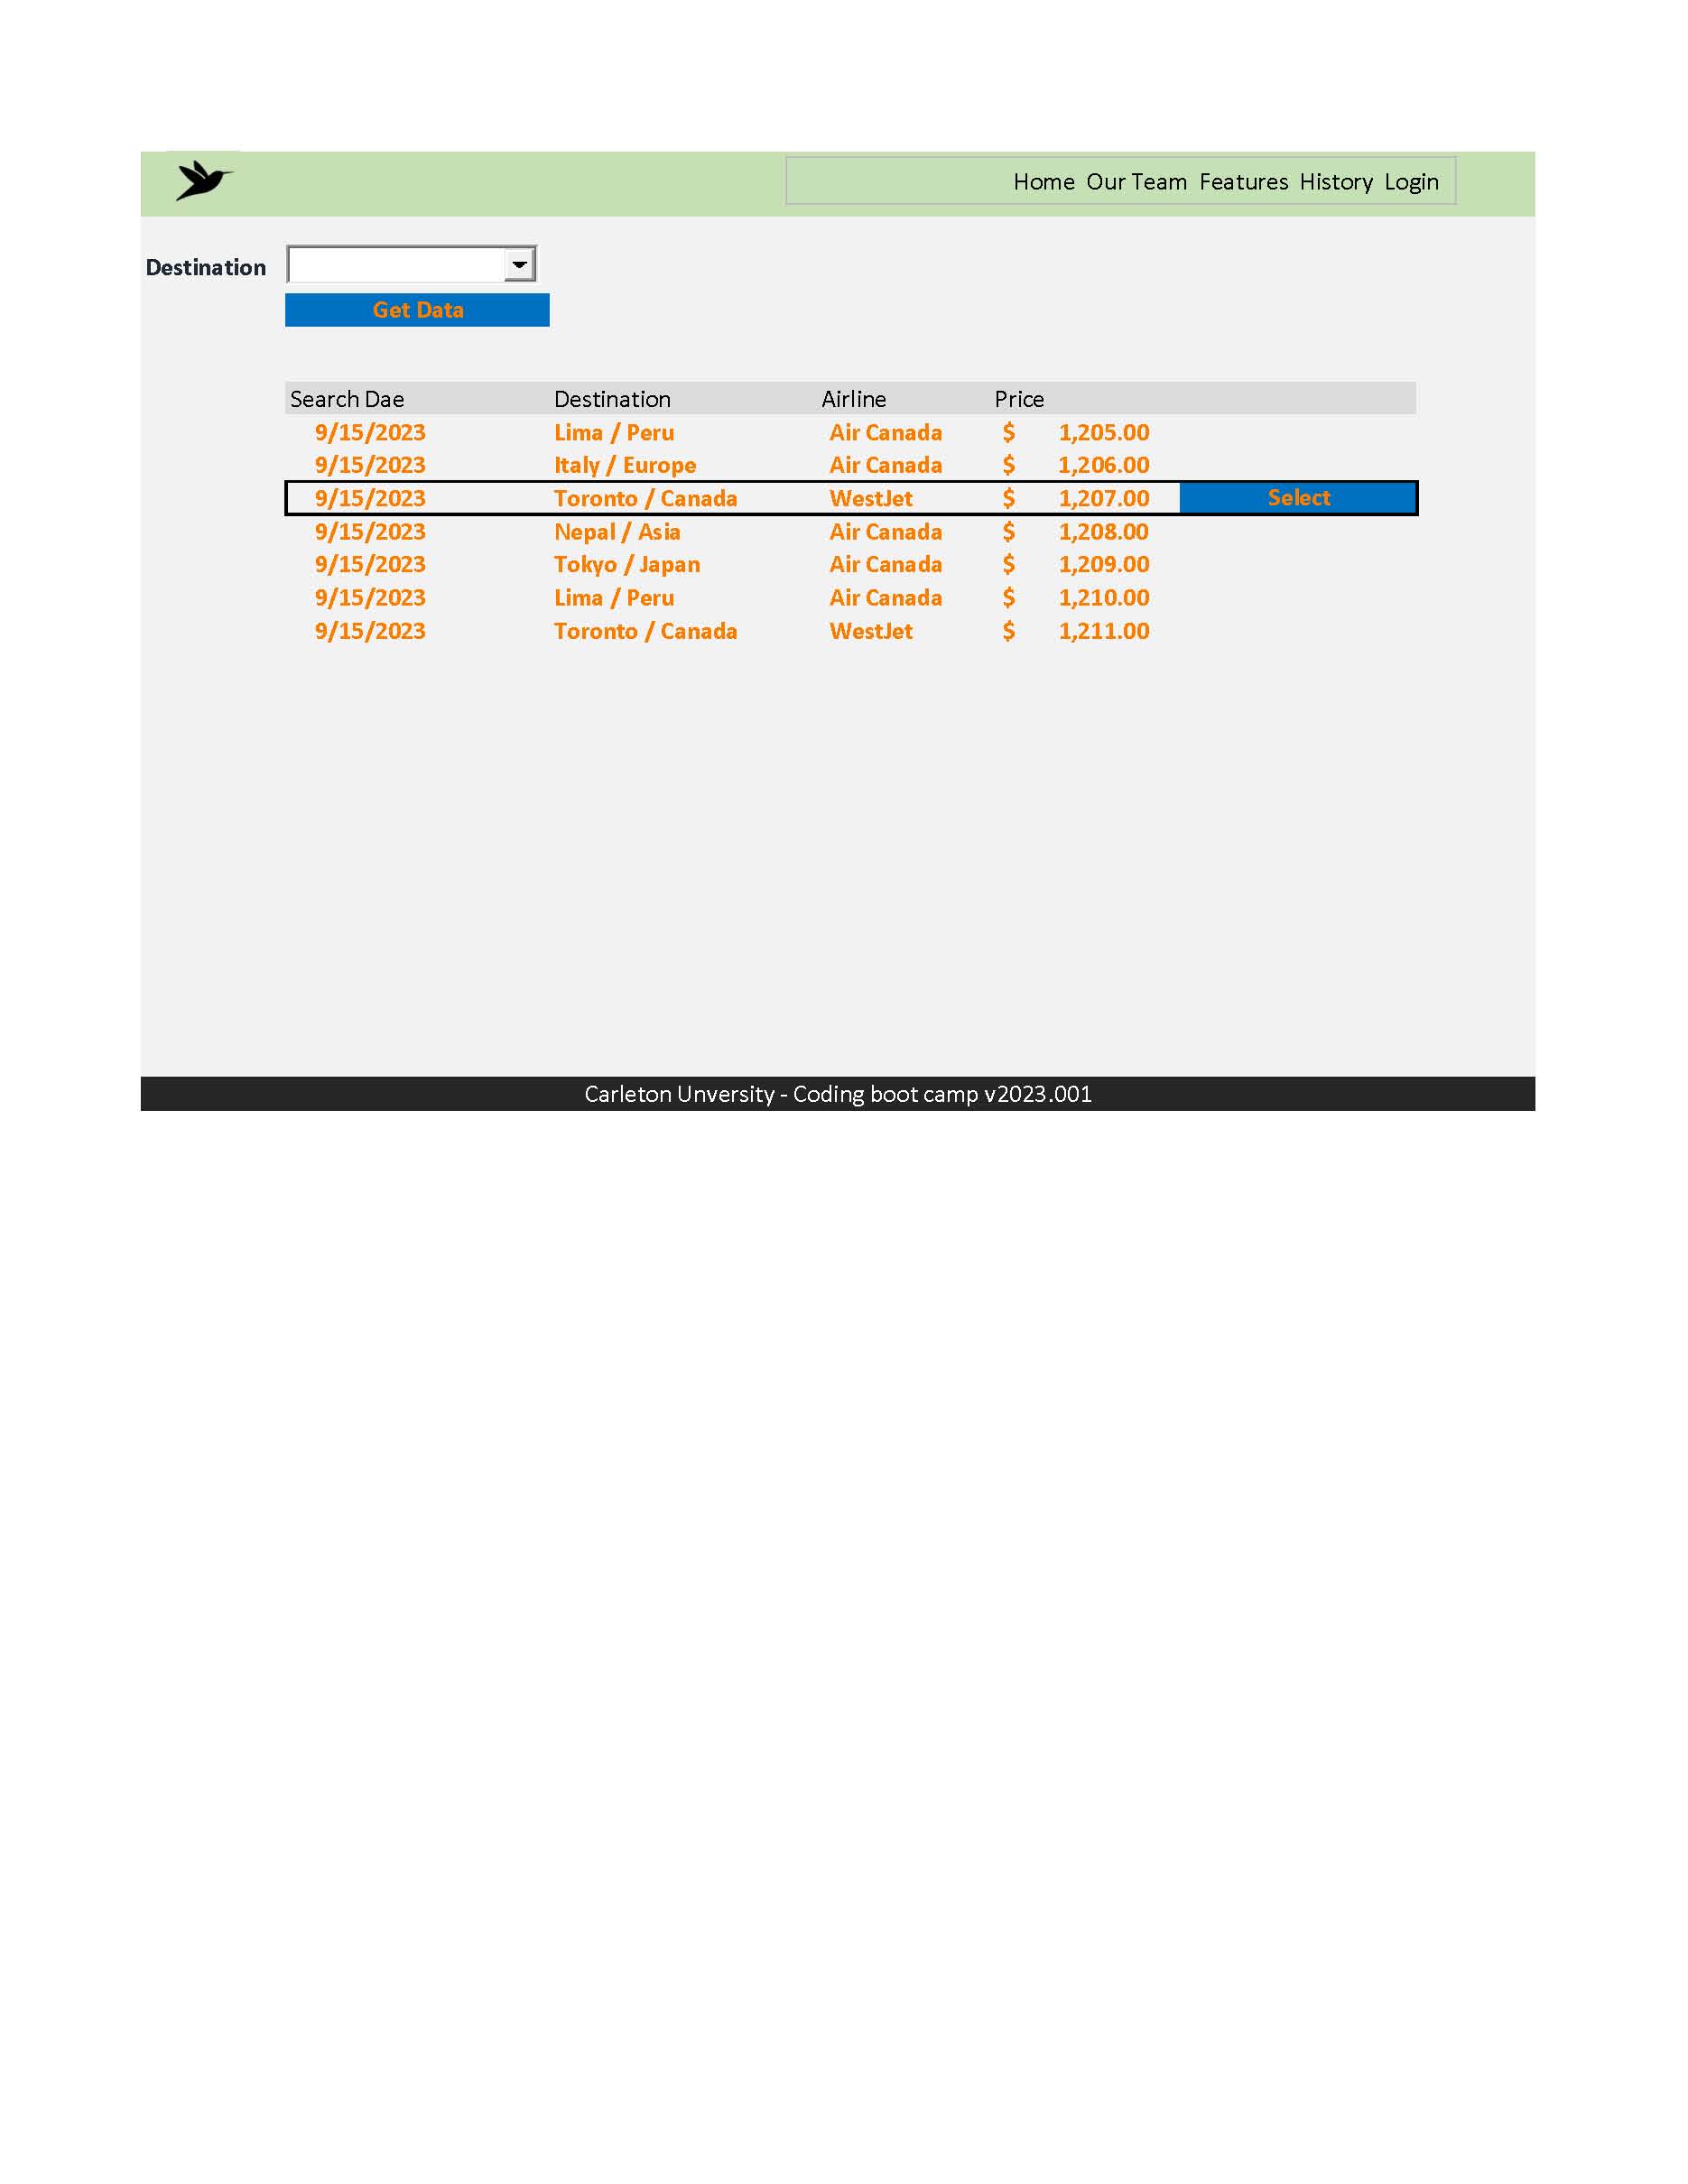 Home Our Team Features History Login
Destination
Get Data
Search Dae Destination Airline Price
9/15/2023 Lima / Peru Air Canada $ 1,205.00
9/15/2023 Italy / Europe Air Canada $ 1,206.00
9/15/2023 Toronto / Canada WestJet $ 1,207.00 Select
9/15/2023 Nepal / Asia Air Canada $ 1,208.00
9/15/2023 Tokyo / Japan Air Canada $ 1,209.00
9/15/2023 Lima / Peru Air Canada $ 1,210.00
9/15/2023 Toronto / Canada WestJet $ 1,211.00
Carleton Unversity - Coding boot camp v2023.001